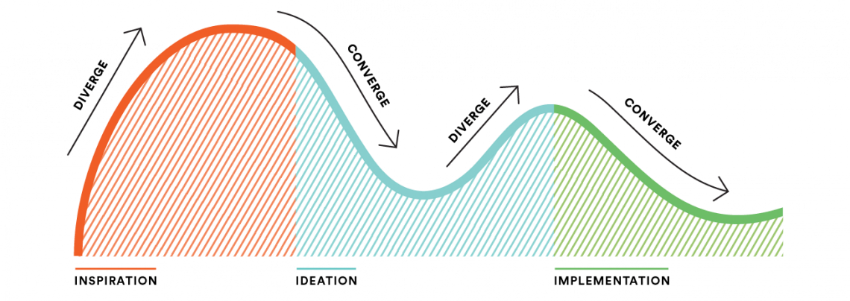 DIVERGE
CONVERGE
DIVERGE
CONVERGE
INSPIRATION
IDEATION
IMPLEMENTATION